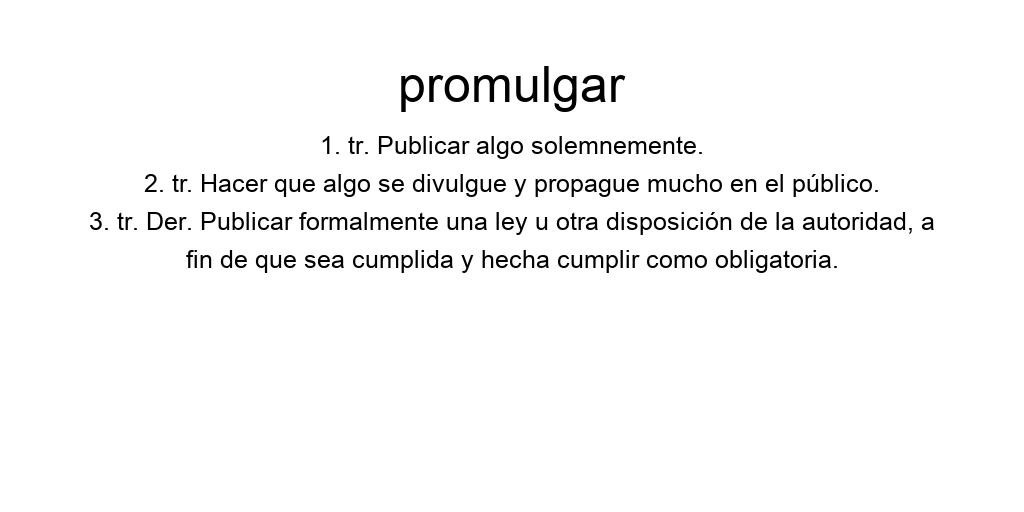 promulgar
1. tr. Publicar algo solemnemente.
2. tr. Hacer que algo se divulgue y propague mucho en el público.
3. tr. Der. Publicar formalmente una ley u otra disposición de la autoridad, a
fin de que sea cumplida y hecha cumplir como obligatoria.